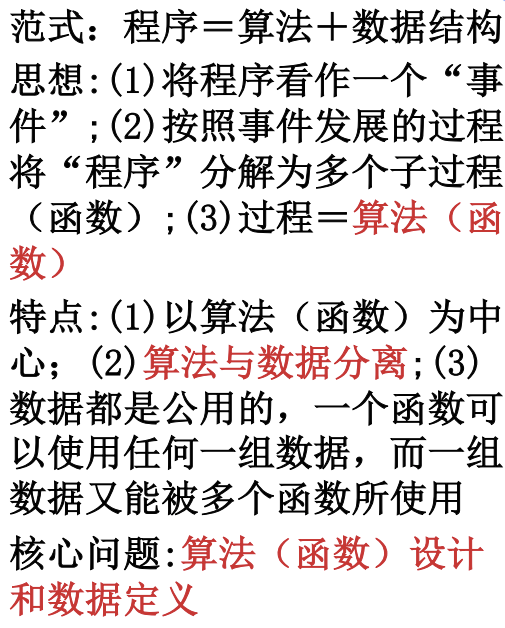 范式：程序＝算法＋数据结构
思想:(1)将程序看作一个“事
件”;(2)按照事件发展的过程
将“程序”分解为多个子过程
（函数）;(3)过程＝算法（函
数）
特点:(1)以算法（函数）为中
心；(2)算法与数据分离;(3)
数据都是公用的，一个函数可
以使用任何一组数据，而一组
数据又能被多个函数所使用
核心问题:算法（函数）设计
和数据定义